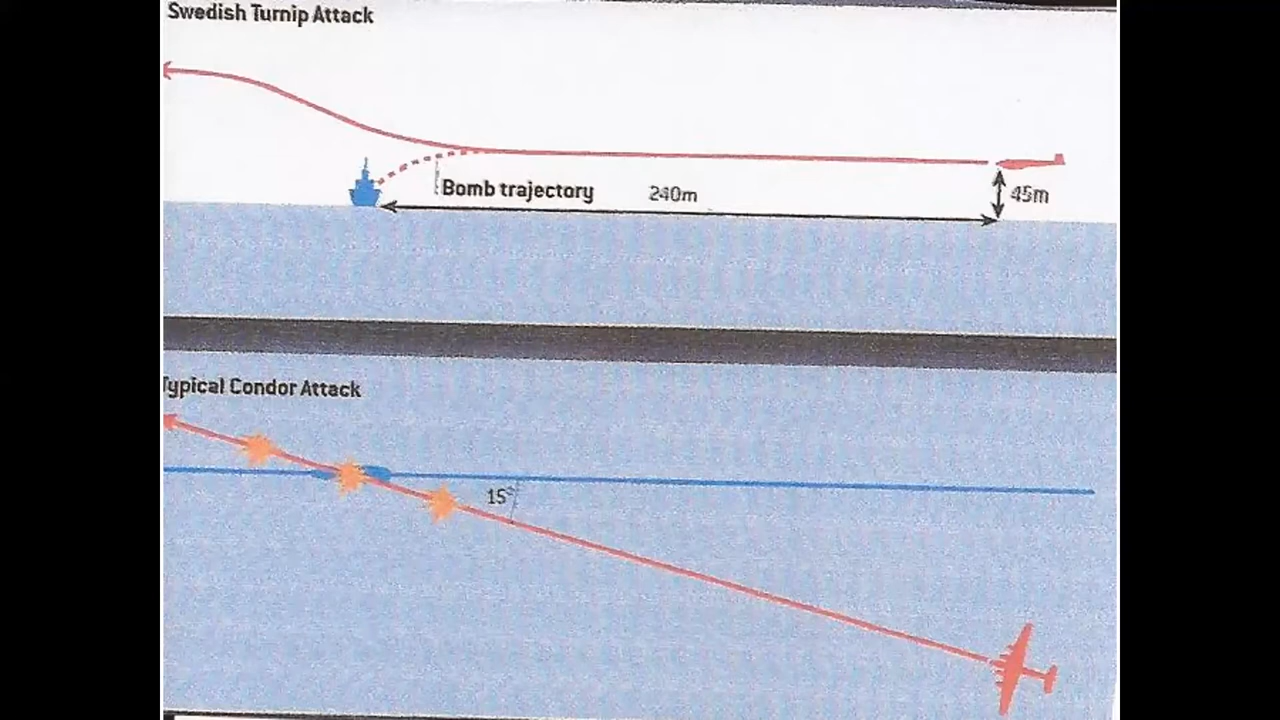 Swedish Turnip Attack
Bomb trajectory
240m
45m
Typical Condor Attack
15°